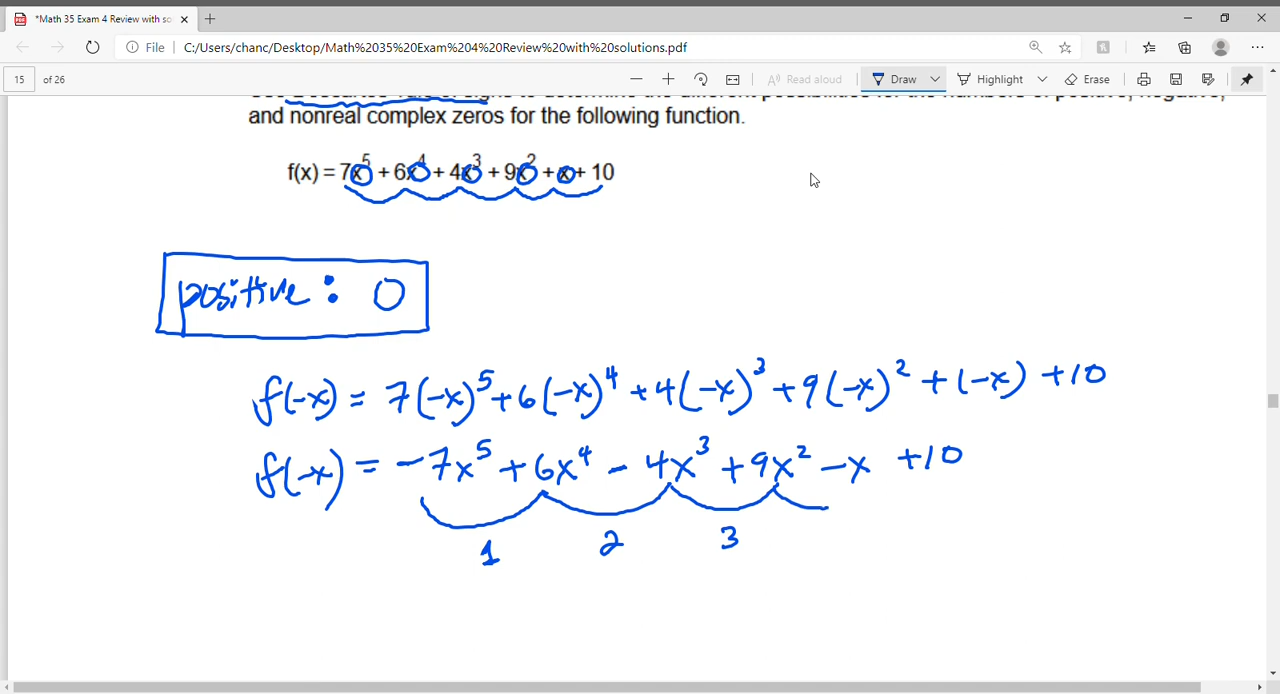 *Math 35 Exam 4 Review with so
File C:/Users/chanc/Desktop/Math%2035%20Exam%204%20Review%20with%20solutions.pdf
15 of 26 Read aloud Draw Highlight Erase
and nonreal complex zeros for the following function.
f(x) = 7x⁵ + 6x⁴ + 4x³ + 9x² + x + 10
positive : 0
f(-x) = 7(-x)⁵ + 6(-x)⁴ + 4(-x)³ + 9(-x)² + (-x) + 10
f(-x) = -7x⁵ + 6x⁴ - 4x³ + 9x² - x + 10
1 2 3